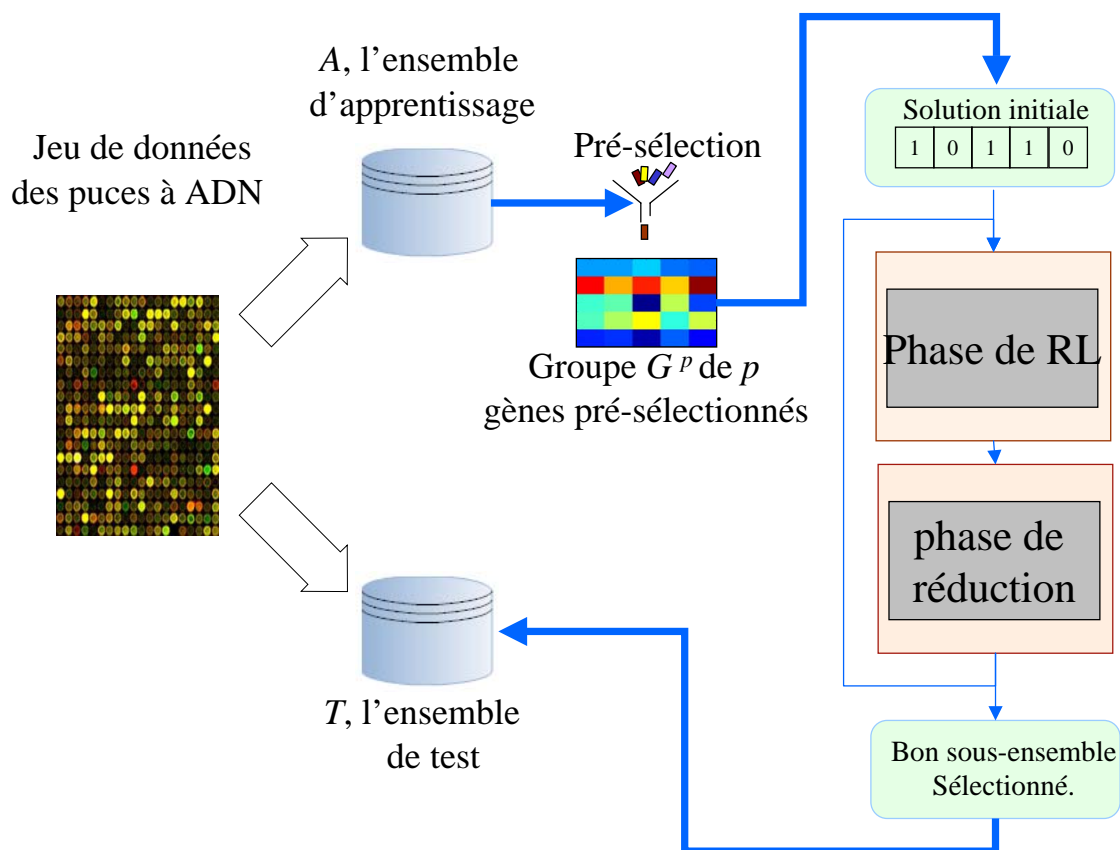 A, l’ensemble
d’apprentissage
Jeu de données
des puces à ADN
Pré-sélection
Groupe G p de p
gènes pré-sélectionnés
Solution initiale
1 0 1 1 0
Phase de RL
phase de
réduction
T, l’ensemble
de test
Bon sous-ensemble
Sélectionné.